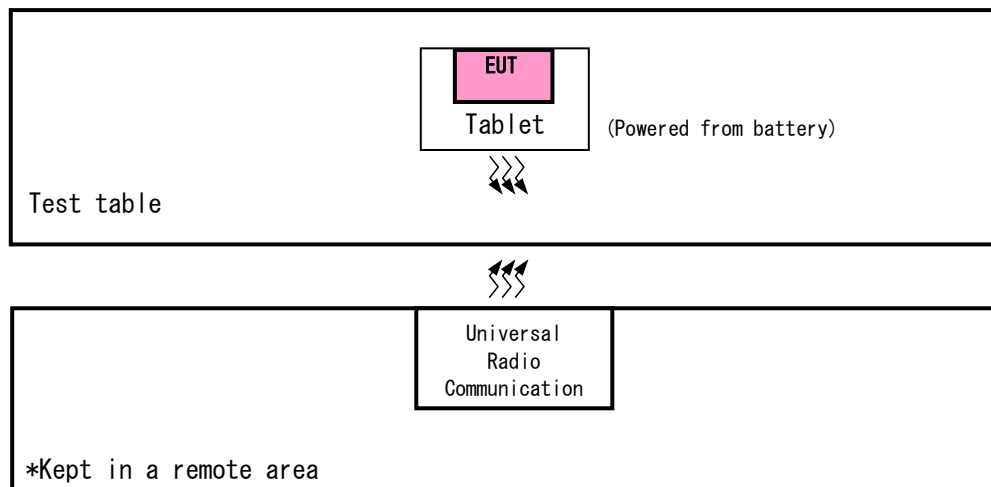 EUT
Tablet
(Powered from battery)
Test table
Universal
Radio
Communication
*Kept in a remote area